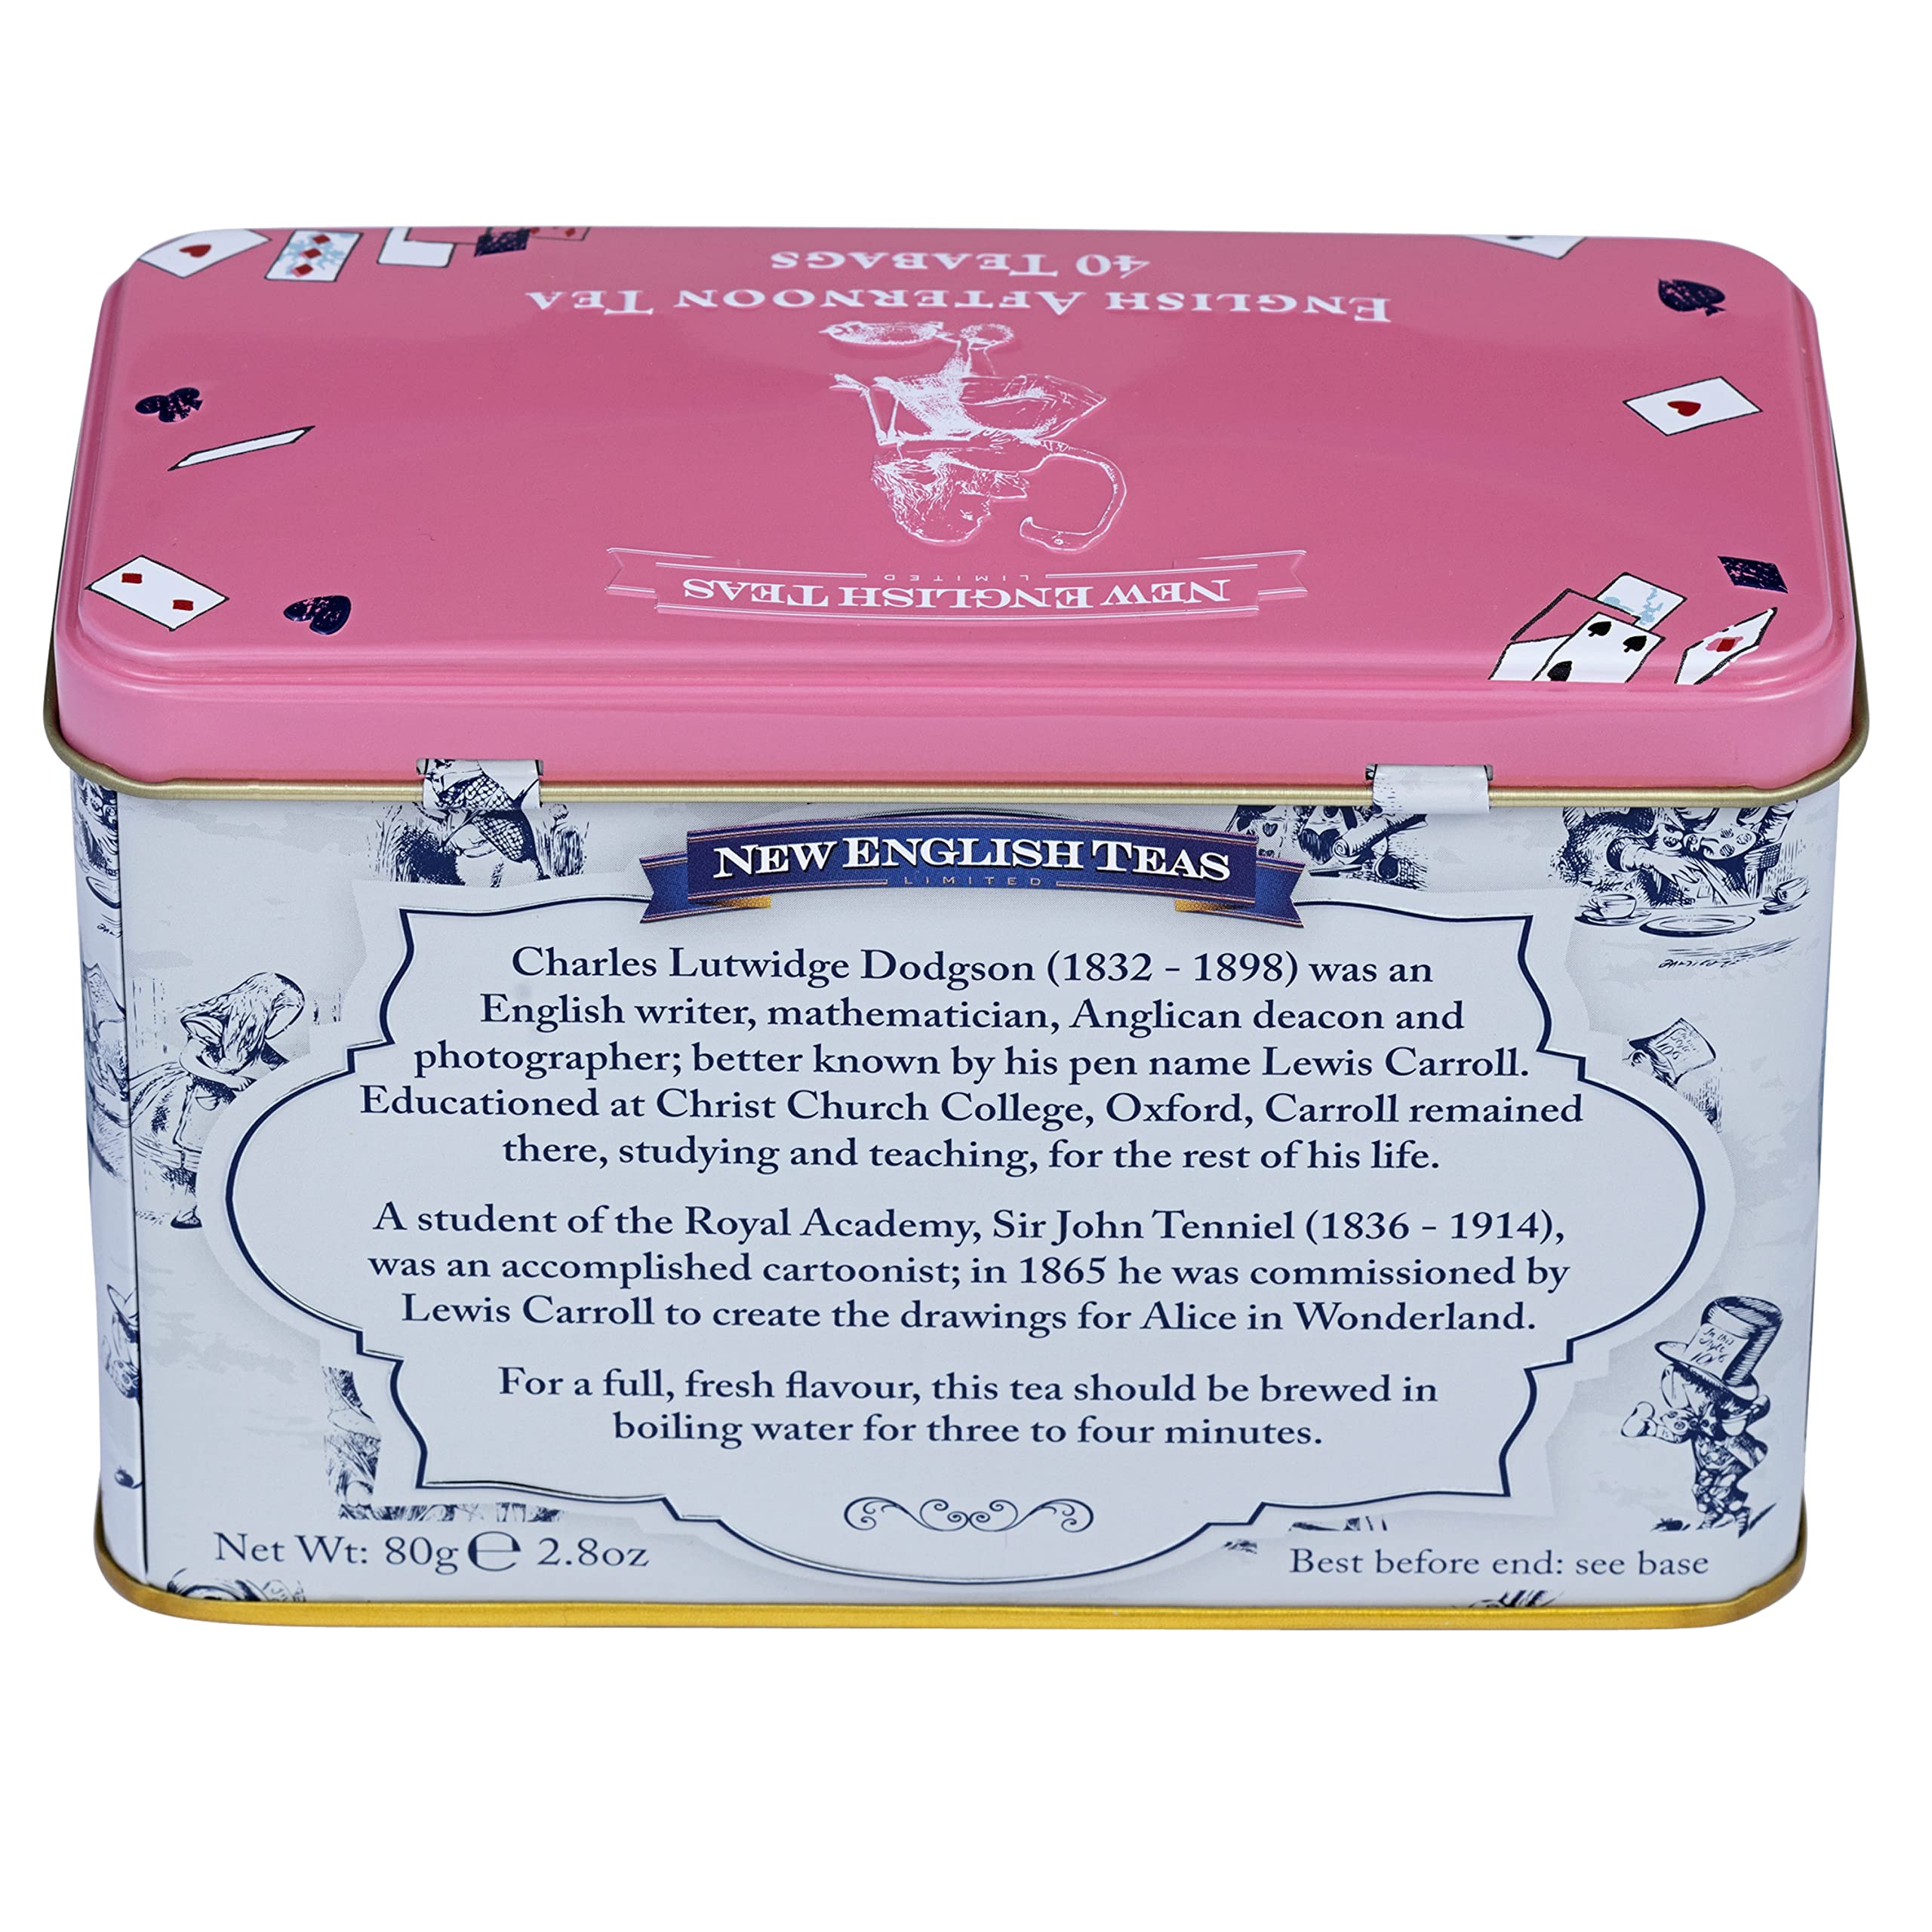 40 TEABAGS
ENGLISH AFTERNOON TEA
NEW ENGLISH TEAS
LIMITED
NEW ENGLISH TEAS
LIMITED
Charles Lutwidge Dodgson (1832 - 1898) was an
English writer, mathematician, Anglican deacon and
photographer; better known by his pen name Lewis Carroll.
Educationed at Christ Church College, Oxford, Carroll remained
there, studying and teaching, for the rest of his life.
A student of the Royal Academy, Sir John Tenniel (1836 - 1914),
was an accomplished cartoonist; in 1865 he was commissioned by
Lewis Carroll to create the drawings for Alice in Wonderland.
For a full, fresh flavour, this tea should be brewed in
boiling water for three to four minutes.
Net Wt: 80g ℮ 2.8oz
Best before end: see base
In this
Style
10/6